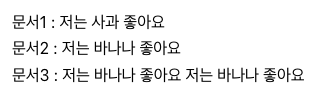 문서1 : 저는 사과 좋아요
문서2 : 저는 바나나 좋아요
문서3 : 저는 바나나 좋아요 저는 바나나 좋아요